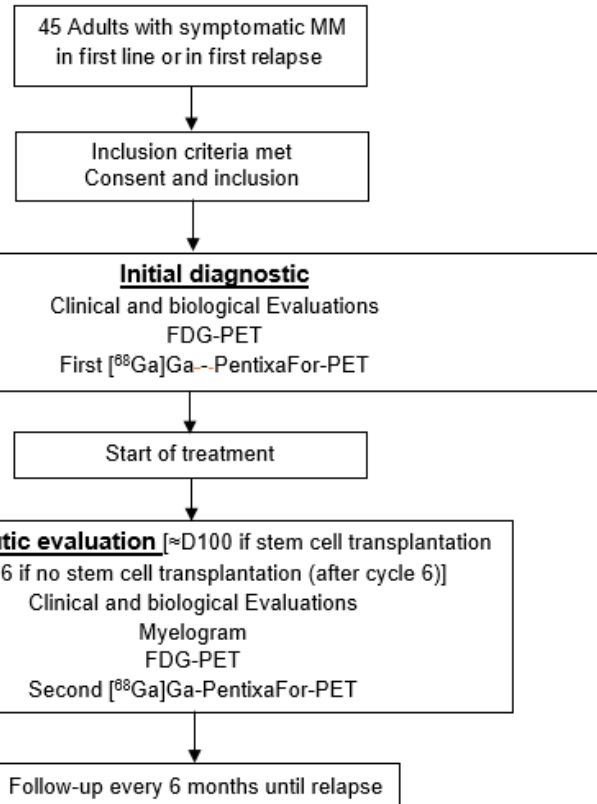 45 Adults with symptomatic MM
in first line or in first relapse
Inclusion criteria met
Consent and inclusion
Initial diagnostic
Clinical and biological Evaluations
FDG-PET
First [⁶⁸Ga]Ga--PentixaFor-PET
Start of treatment
evaluation [≈D100 if stem cell transplantation
6 if no stem cell transplantation (after cycle 6)]
Clinical and biological Evaluations
Myelogram
FDG-PET
Second [⁶⁸Ga]Ga-PentixaFor-PET
Follow-up every 6 months until relapse